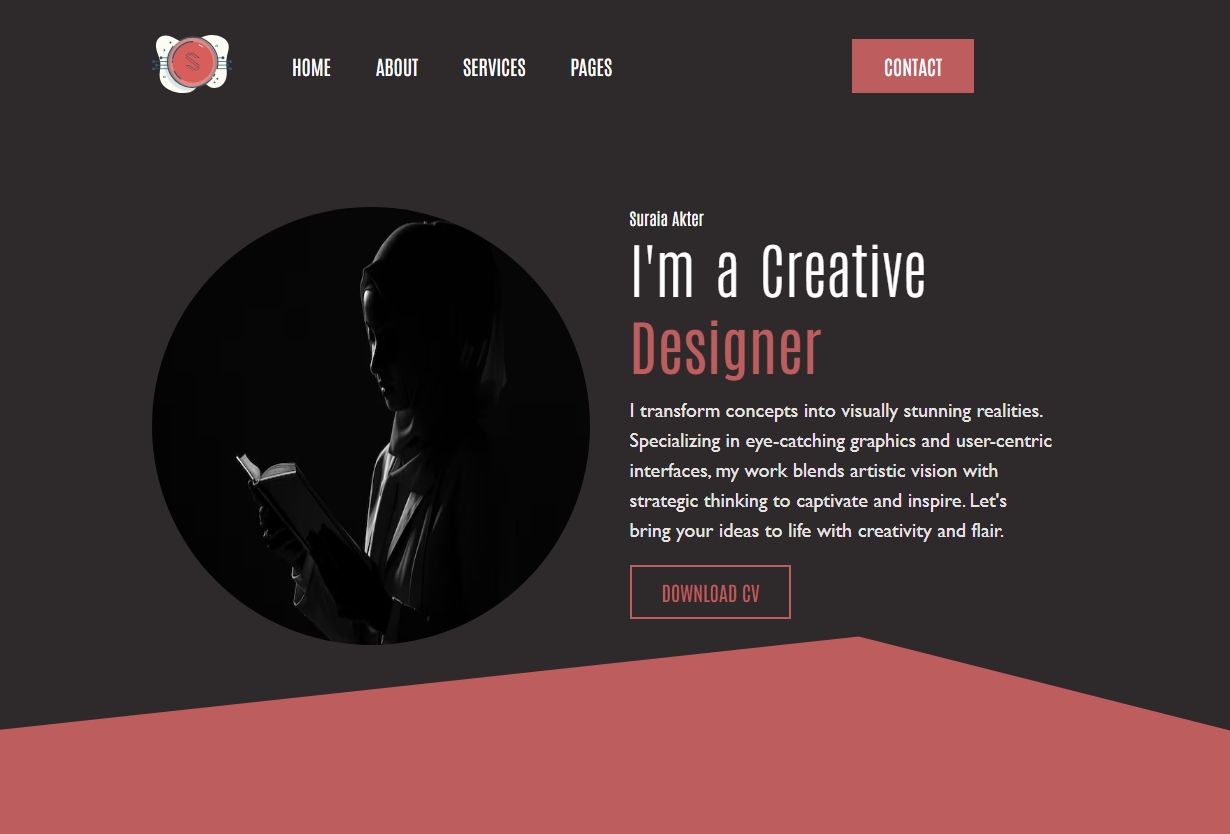 S
HOME ABOUT SERVICES PAGES CONTACT
Suraia Akter
I'm a Creative
Designer
I transform concepts into visually stunning realities.
Specializing in eye-catching graphics and user-centric
interfaces, my work blends artistic vision with
strategic thinking to captivate and inspire. Let's
bring your ideas to life with creativity and flair.
DOWNLOAD CV